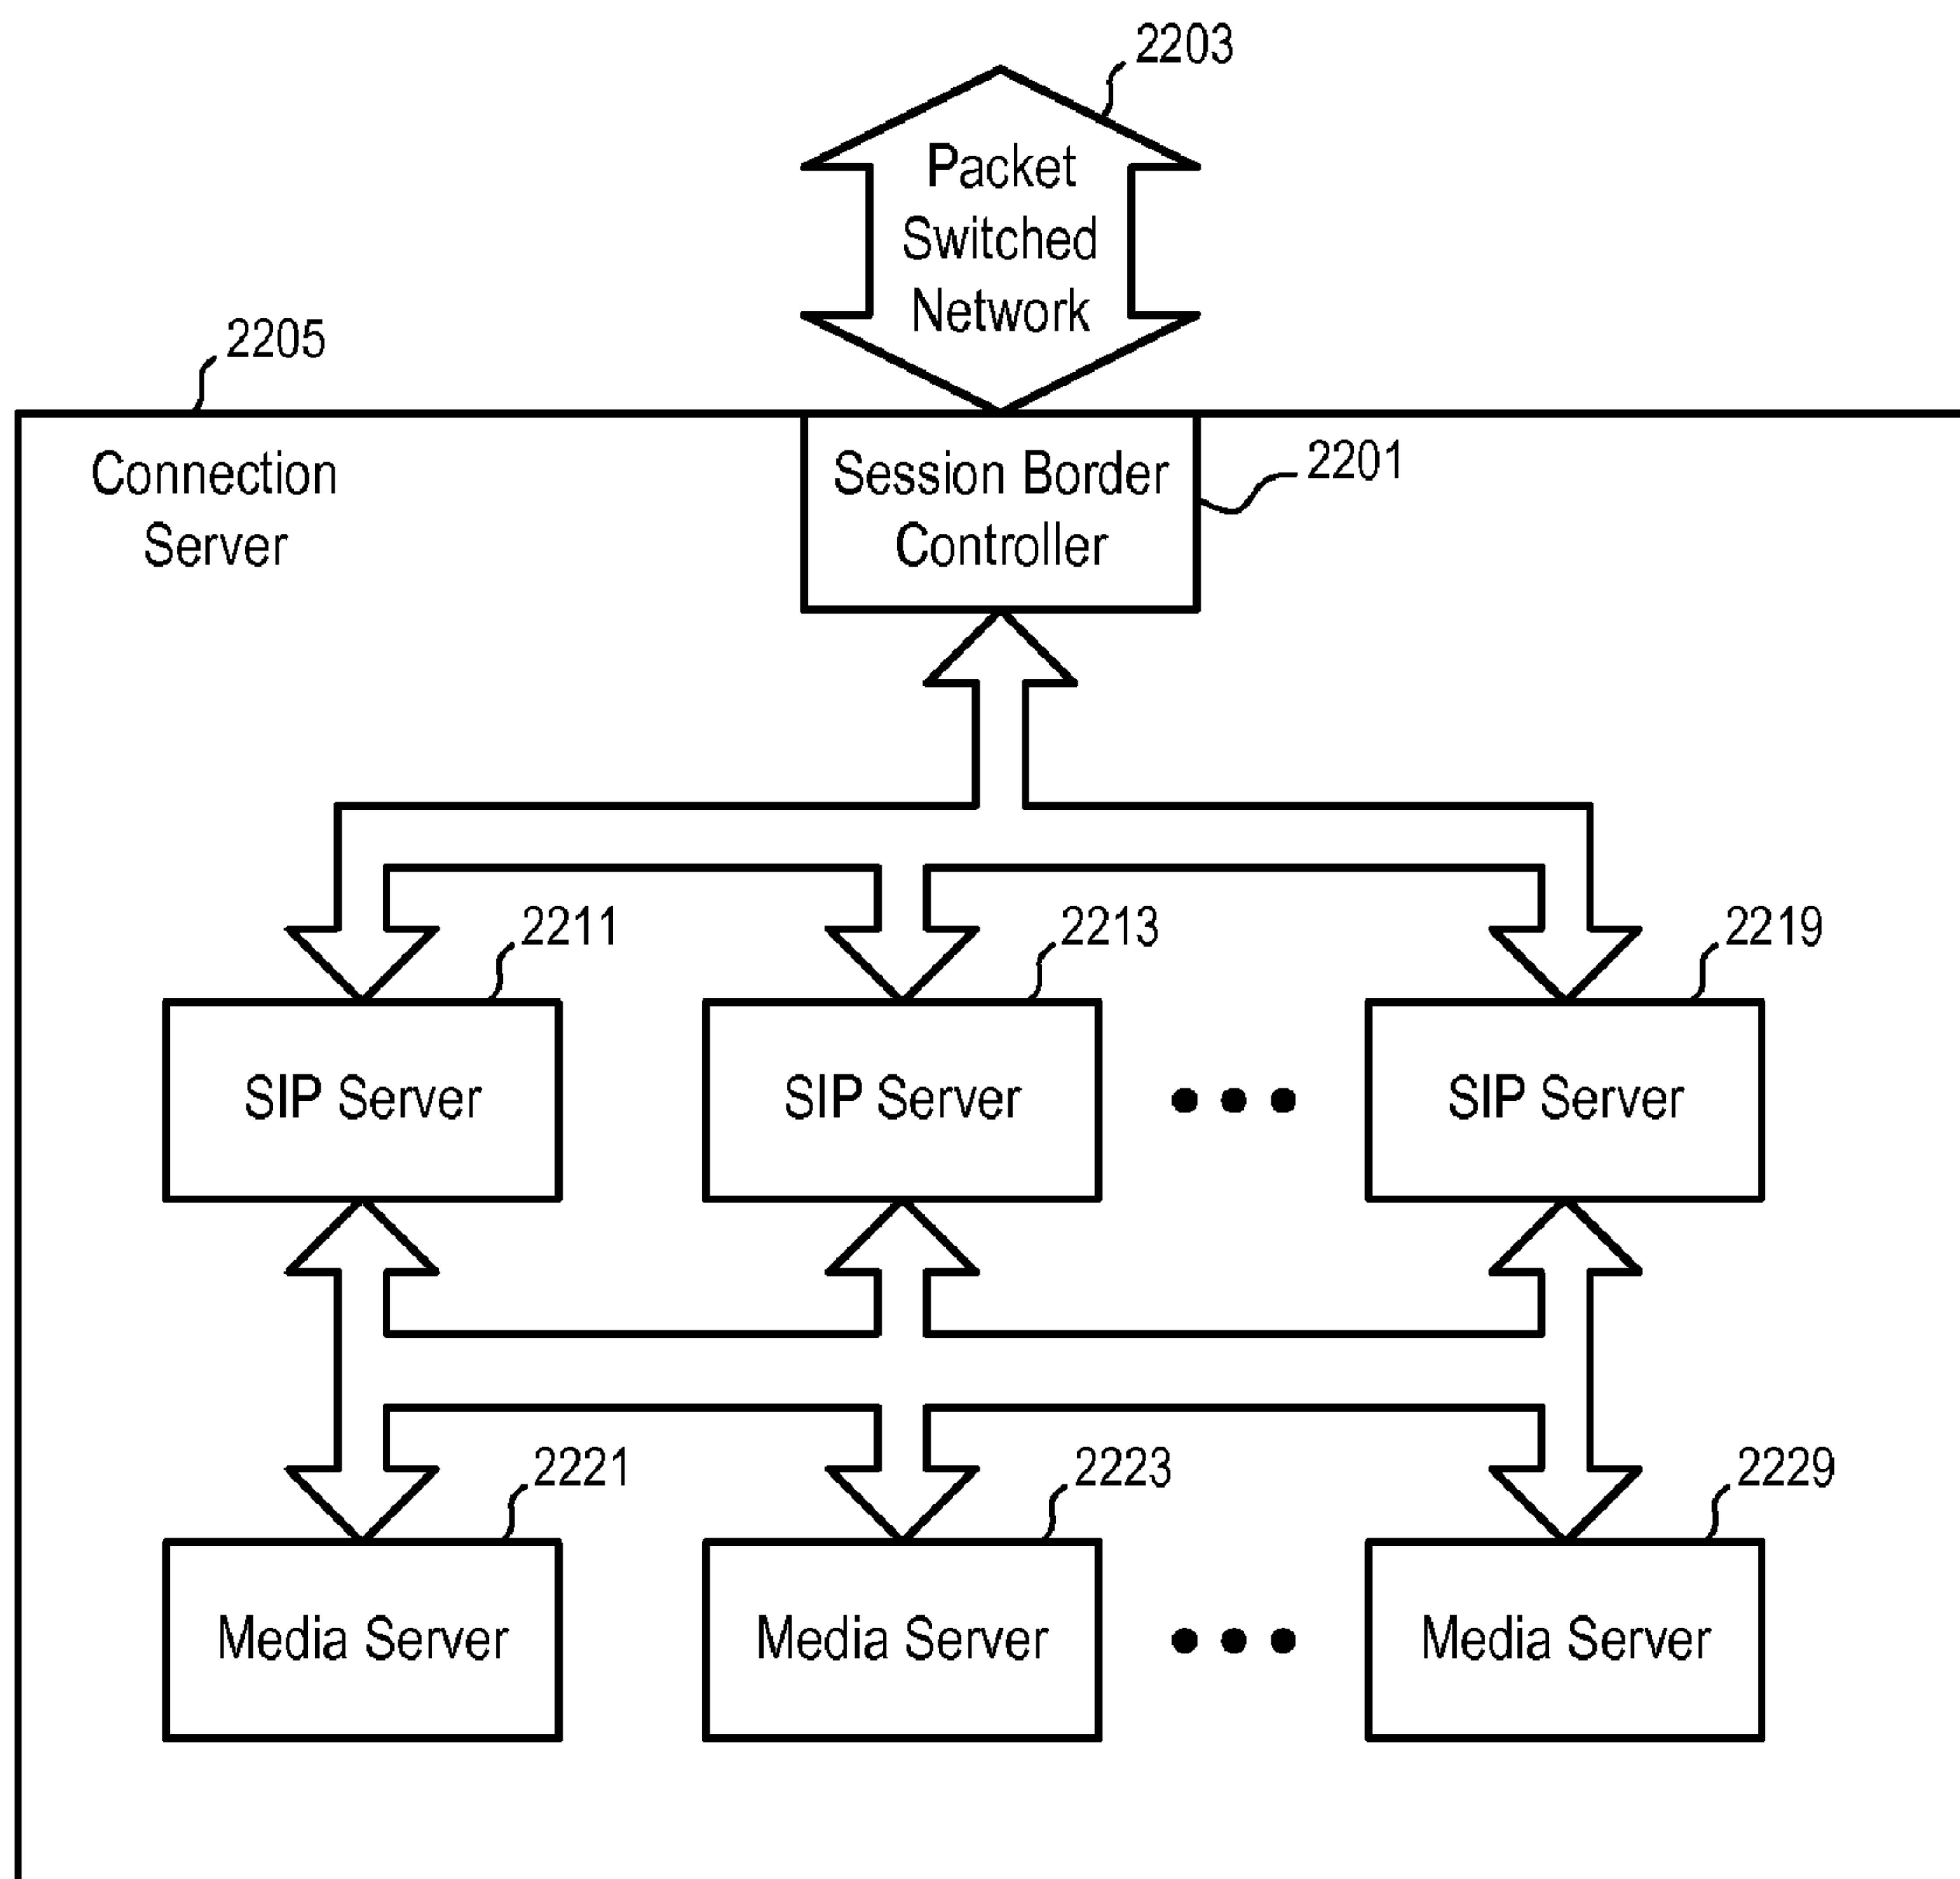 2203
Packet
Switched
Network
2205
Connection
Server
Session Border
Controller
2201
2211
2213
2219
SIP Server
SIP Server
SIP Server
2221
2223
2229
Media Server
Media Server
Media Server